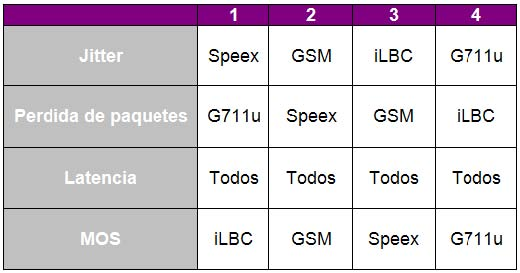 1 2 3 4
Jitter Speex GSM iLBC G711u
Perdida de paquetes G711u Speex GSM iLBC
Latencia Todos Todos Todos Todos
MOS iLBC GSM Speex G711u